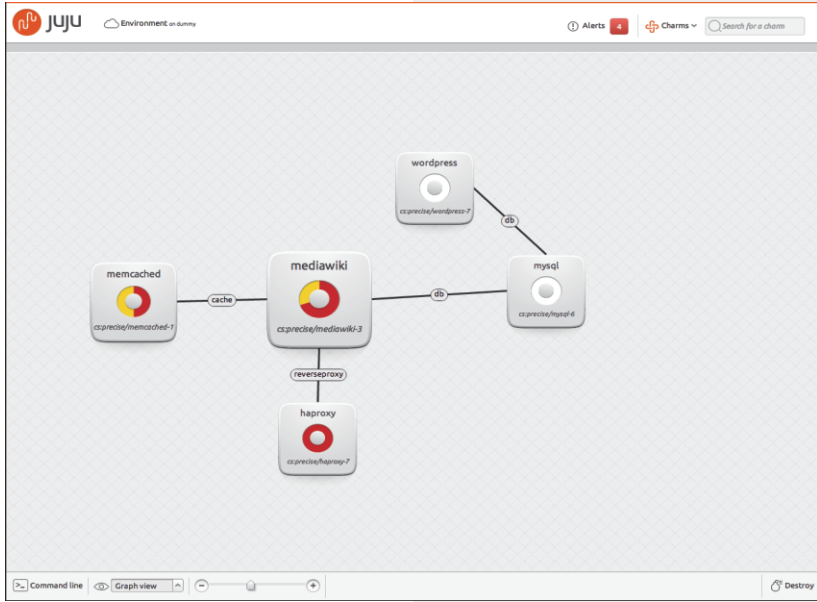 juju
Environment on dummy
Alerts 4
Charms
Search for a charm
wordpress
cs:precise/wordpress-7
db
memcached
cs:precise/memcached-1
cache
mediawiki
cs:precise/mediawiki-3
db
mysql
cs:precise/mysql-6
reverseproxy
haproxy
cs:precise/haproxy-7
>_ Command line
Graph view
Destroy